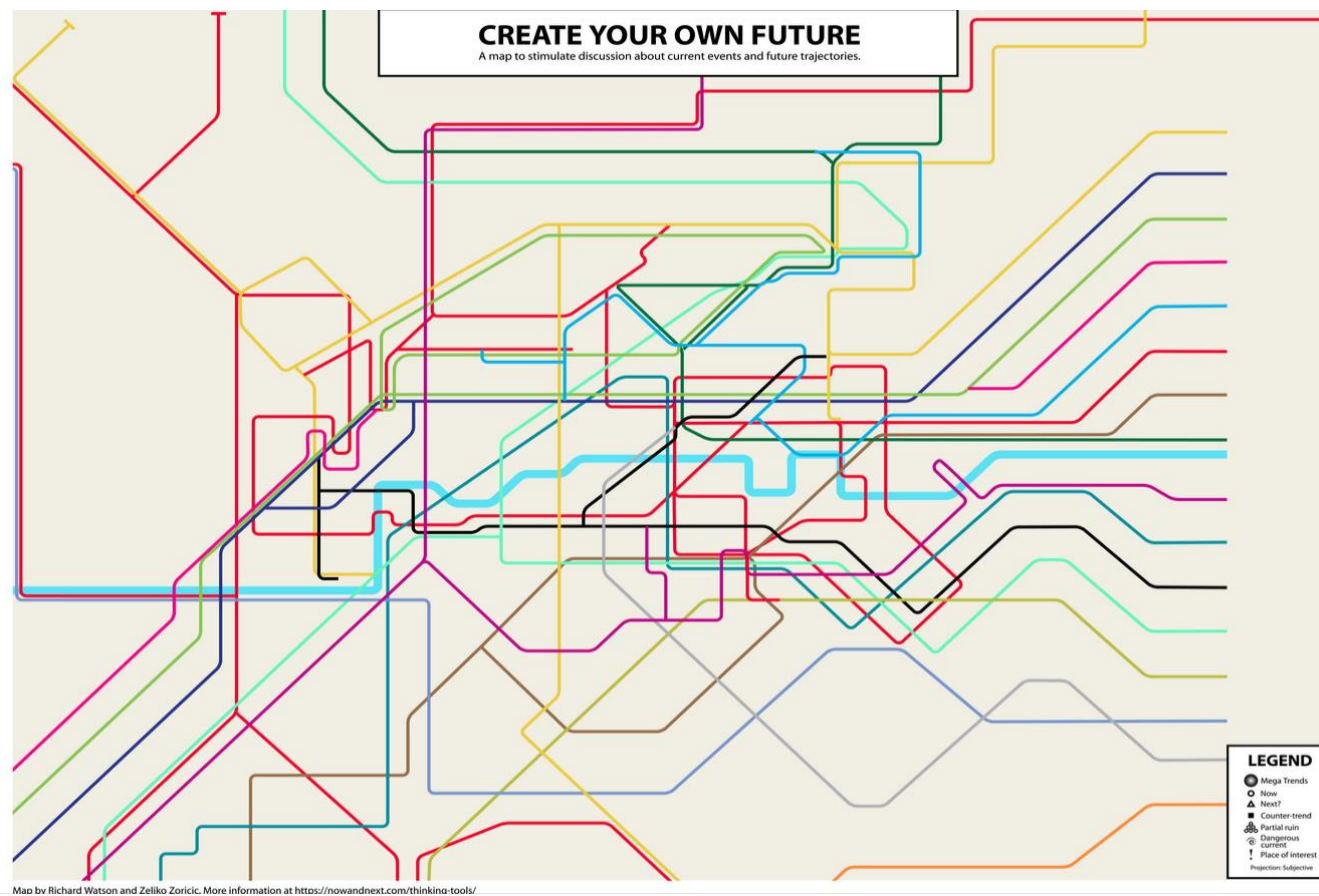 CREATE YOUR OWN FUTURE
A map to stimulate discussion about current events and future trajectories.
LEGEND
Mega Trends
Now
Next?
Counter-trend
Partial ruin
Dangerous
current
Place of interest
Projection: Subjective
Map by Richard Watson and Zeljko Zoricic. More information at https://nowandnext.com/thinking-tools/